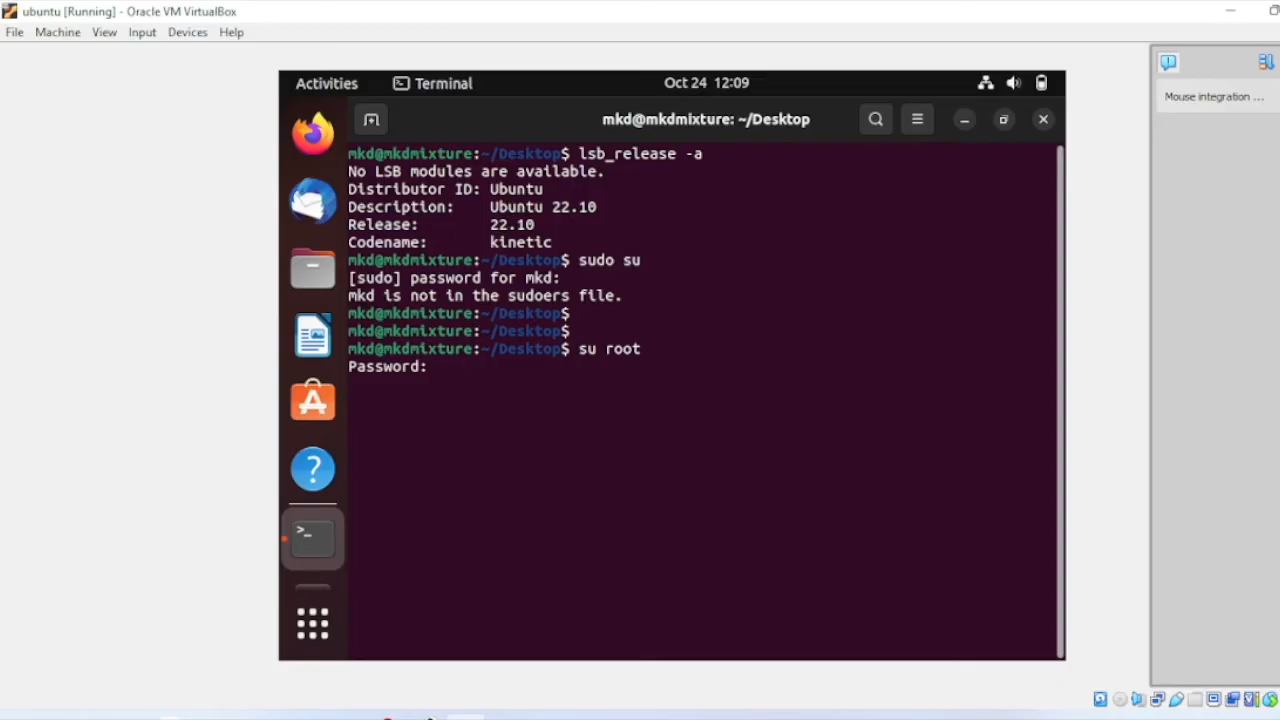 ubuntu [Running] - Oracle VM VirtualBox
File Machine View Input Devices Help
Activities Terminal Oct 24 12:09
mkd@mkdmixture: ~/Desktop
Mouse integration ...
mkd@mkdmixture:~/Desktop$ lsb_release -a
No LSB modules are available.
Distributor ID: Ubuntu
Description: Ubuntu 22.10
Release: 22.10
Codename: kinetic
mkd@mkdmixture:~/Desktop$ sudo su
[sudo] password for mkd:
mkd is not in the sudoers file.
mkd@mkdmixture:~/Desktop$
mkd@mkdmixture:~/Desktop$
mkd@mkdmixture:~/Desktop$ su root
Password: